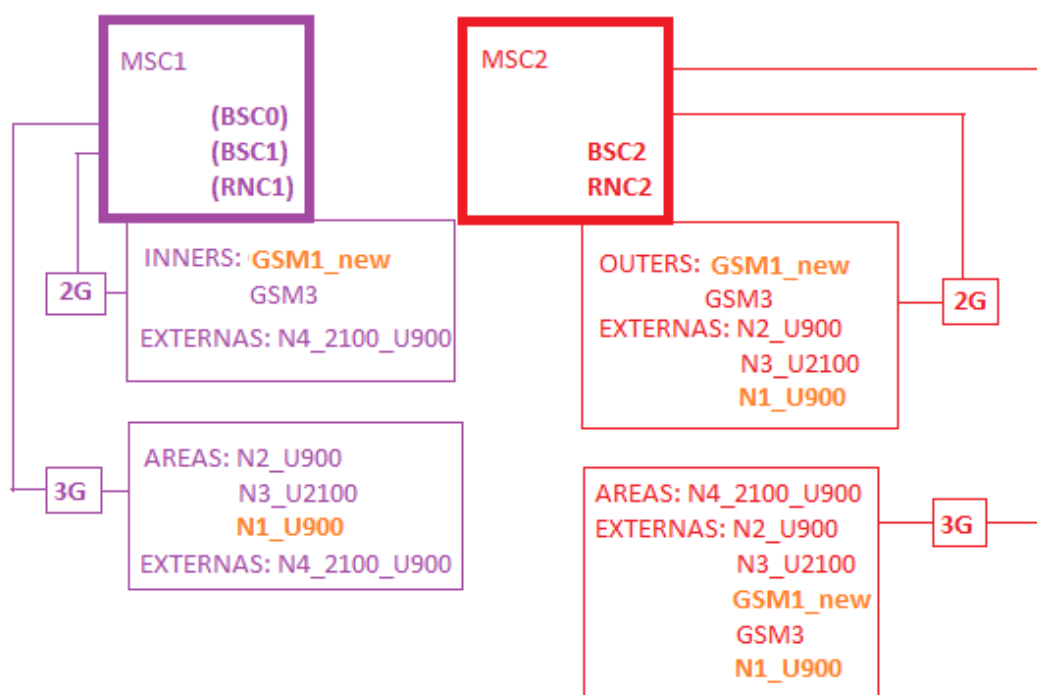 MSC1
(BSC0)
(BSC1)
(RNC1)
2G
INNERS: GSM1_new
GSM3
EXTERNAS: N4_2100_U900
3G
AREAS: N2_U900
N3_U2100
N1_U900
EXTERNAS: N4_2100_U900
MSC2
BSC2
RNC2
OUTERS: GSM1_new
GSM3
EXTERNAS: N2_U900
N3_U2100
N1_U900
2G
AREAS: N4_2100_U900
EXTERNAS: N2_U900
N3_U2100
GSM1_new
GSM3
N1_U900
3G